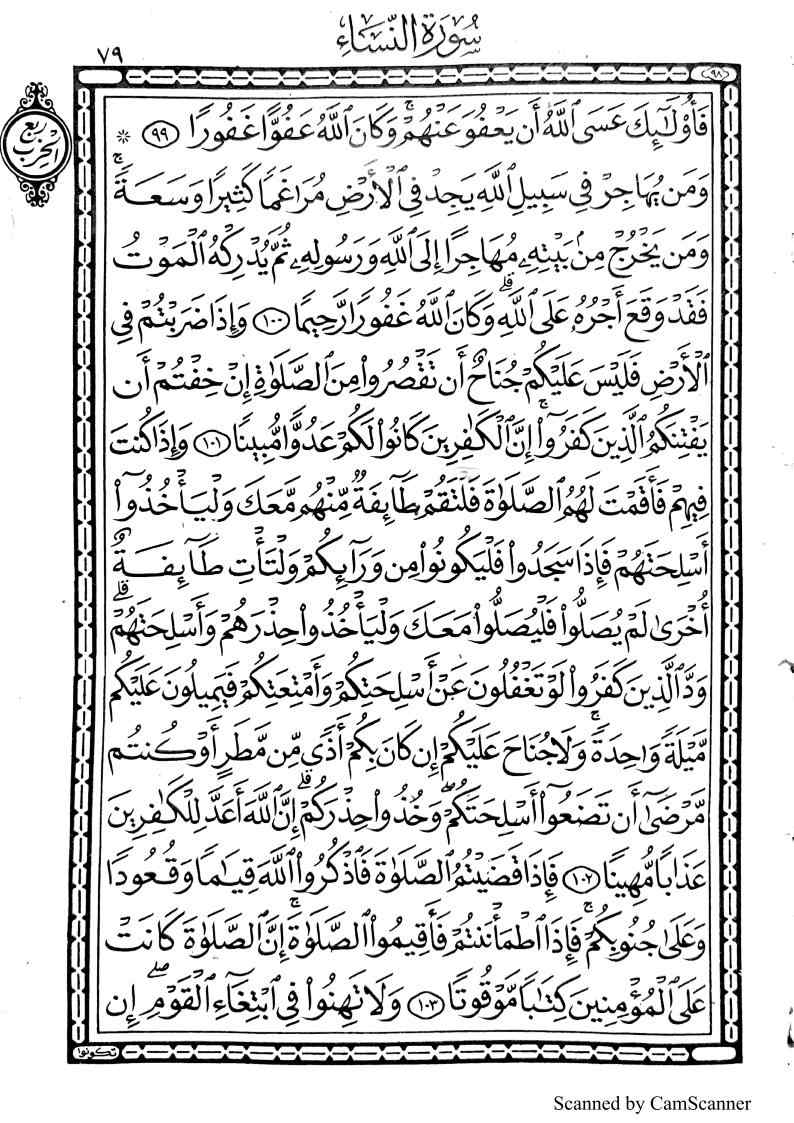 سُورَةُ النِّسَاءِ
٧٩
٩٨
رُبْعُ الْحِزْبِ
فَأُوْلَـٰٓئِكَ عَسَى ٱللَّهُ أَن يَعْفُوَ عَنْهُمْۚ وَكَانَ ٱللَّهُ عَفُوًّا غَفُورًا ٩٩ *
وَمَن يُهَاجِرْ فِي سَبِيلِ ٱللَّهِ يَجِدْ فِي ٱلْأَرْضِ مُرَٰغَمًا كَثِيرًا وَسَعَةًۚ
وَمَن يَخْرُجْ مِنۢ بَيْتِهِۦ مُهَاجِرًا إِلَى ٱللَّهِ وَرَسُولِهِۦ ثُمَّ يُدْرِكْهُ ٱلْمَوْتُ
فَقَدْ وَقَعَ أَجْرُهُۥ عَلَى ٱللَّهِۗ وَكَانَ ٱللَّهُ غَفُورًا رَّحِيمًا ١٠٠ وَإِذَا ضَرَبْتُمْ فِي
ٱلْأَرْضِ فَلَيْسَ عَلَيْكُمْ جُنَاحٌ أَن تَقْصُرُواْ مِنَ ٱلصَّلَوٰةِ إِنْ خِفْتُمْ أَن
يَفْتِنَكُمُ ٱلَّذِينَ كَفَرُوٓاْۚ إِنَّ ٱلْكَـٰفِرِينَ كَانُواْ لَكُمْ عَدُوًّا مُّبِينًا ١٠١ وَإِذَا كُنتَ
فِيهِمْ فَأَقَمْتَ لَهُمُ ٱلصَّلَوٰةَ فَلْتَقُمْ طَآئِفَةٌ مِّنْهُم مَّعَكَ وَلْيَأْخُذُوٓاْ
أَسْلِحَتَهُمْ فَإِذَا سَجَدُواْ فَلْيَكُونُواْ مِن وَرَآئِكُمْ وَلْتَأْتِ طَآئِفَةٌ
أُخْرَىٰ لَمْ يُصَلُّواْ فَلْيُصَلُّواْ مَعَكَ وَلْيَأْخُذُواْ حِذْرَهُمْ وَأَسْلِحَتَهُمْۗ
وَدَّ ٱلَّذِينَ كَفَرُواْ لَوْ تَغْفُلُونَ عَنْ أَسْلِحَتِكُمْ وَأَمْتِعَتِكُمْ فَيَمِيلُونَ عَلَيْكُم
مَّيْلَةً وَٰحِدَةًۚ وَلَا جُنَاحَ عَلَيْكُمْ إِن كَانَ بِكُمْ أَذًى مِّن مَّطَرٍ أَوْ كُنتُم
مَّرْضَىٰٓ أَن تَضَعُوٓاْ أَسْلِحَتَكُمْۖ وَخُذُواْ حِذْرَكُمْۗ إِنَّ ٱللَّهَ أَعَدَّ لِلْكَـٰفِرِينَ
عَذَابًا مُّهِينًا ١٠٢ فَإِذَا قَضَيْتُمُ ٱلصَّلَوٰةَ فَٱذْكُرُواْ ٱللَّهَ قِيَـٰمًا وَقُعُودًا
وَعَلَىٰ جُنُوبِكُمْۚ فَإِذَا ٱطْمَأْنَنتُمْ فَأَقِيمُواْ ٱلصَّلَوٰةَۚ إِنَّ ٱلصَّلَوٰةَ كَانَتْ
عَلَى ٱلْمُؤْمِنِينَ كِتَـٰبًا مَّوْقُوتًا ١٠٣ وَلَا تَهِنُواْ فِي ٱبْتِغَآءِ ٱلْقَوْمِۖ إِن
تكونوا
Scanned by CamScanner